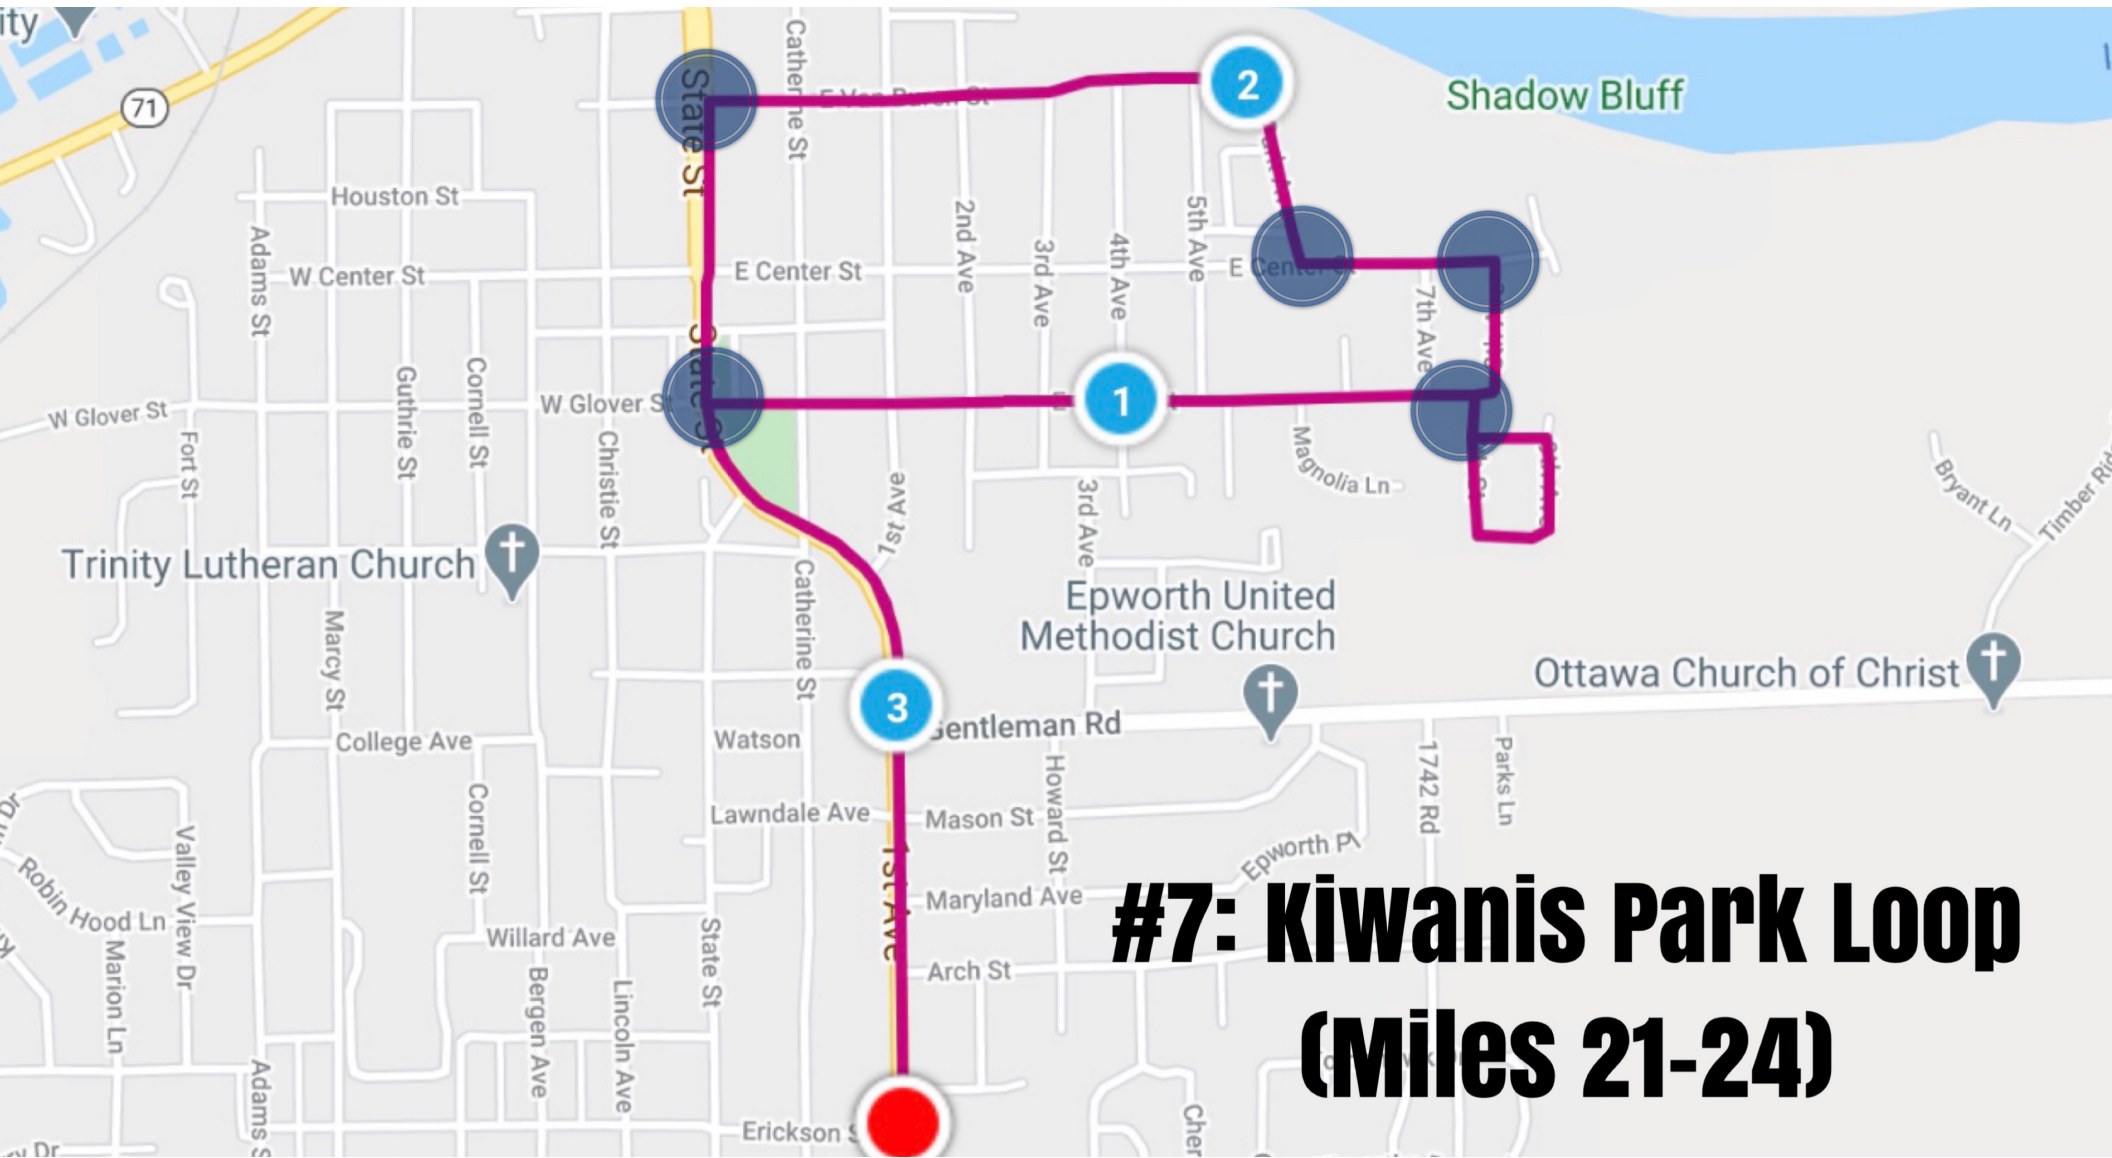 ity
71
State St
Catherine St
E Van Buren St
2
Shadow Bluff
Houston St
Adams St
W Center St
E Center St
2nd Ave
3rd Ave
4th Ave
5th Ave
E Center St
7th Ave
State St
W Glover St
W Glover St
1
Guthrie St
Cornell St
Fort St
Christie St
1st Ave
3rd Ave
Magnolia Ln
Bryant Ln
Trinity Lutheran Church
Catherine St
Epworth United
Methodist Church
Marcy St
Ottawa Church of Christ
3
Gentleman Rd
College Ave
Watson
Howard St
1742 Rd
Parks Ln
Lawndale Ave
Mason St
Cornell St
Valley View Dr
Epworth Pl
1st Ave
Robin Hood Ln
Maryland Ave
#7: Kiwanis Park Loop
(Miles 21-24)
Willard Ave
State St
Arch St
Marion Ln
Bergen Ave
Lincoln Ave
Adams S
Erickson S
Cher
Dr